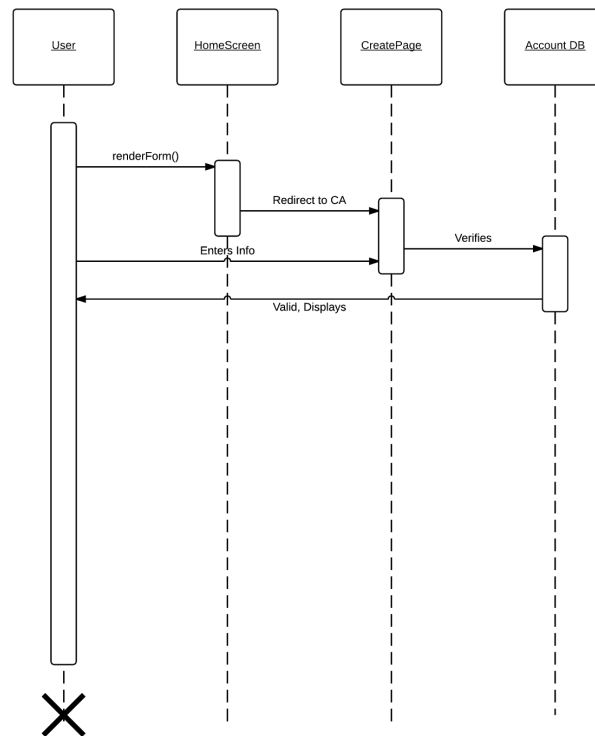 User
HomeScreen
CreatePage
Account DB
renderForm()
Redirect to CA
Verifies
Enters Info
Valid, Displays